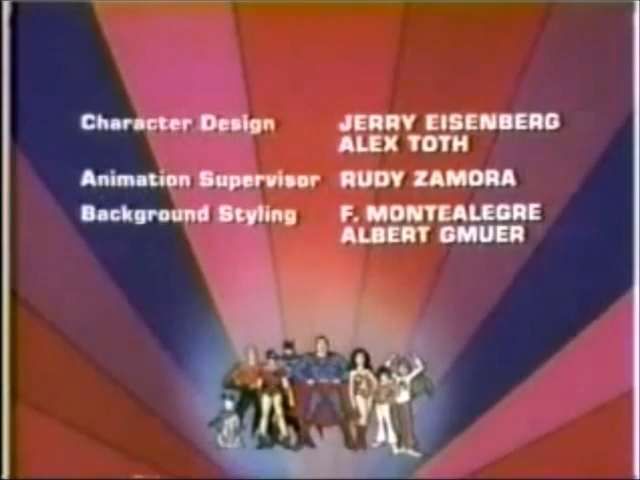 Character Design JERRY EISENBERG
ALEX TOTH
Animation Supervisor RUDY ZAMORA
Background Styling F. MONTEALEGRE
ALBERT GMUER